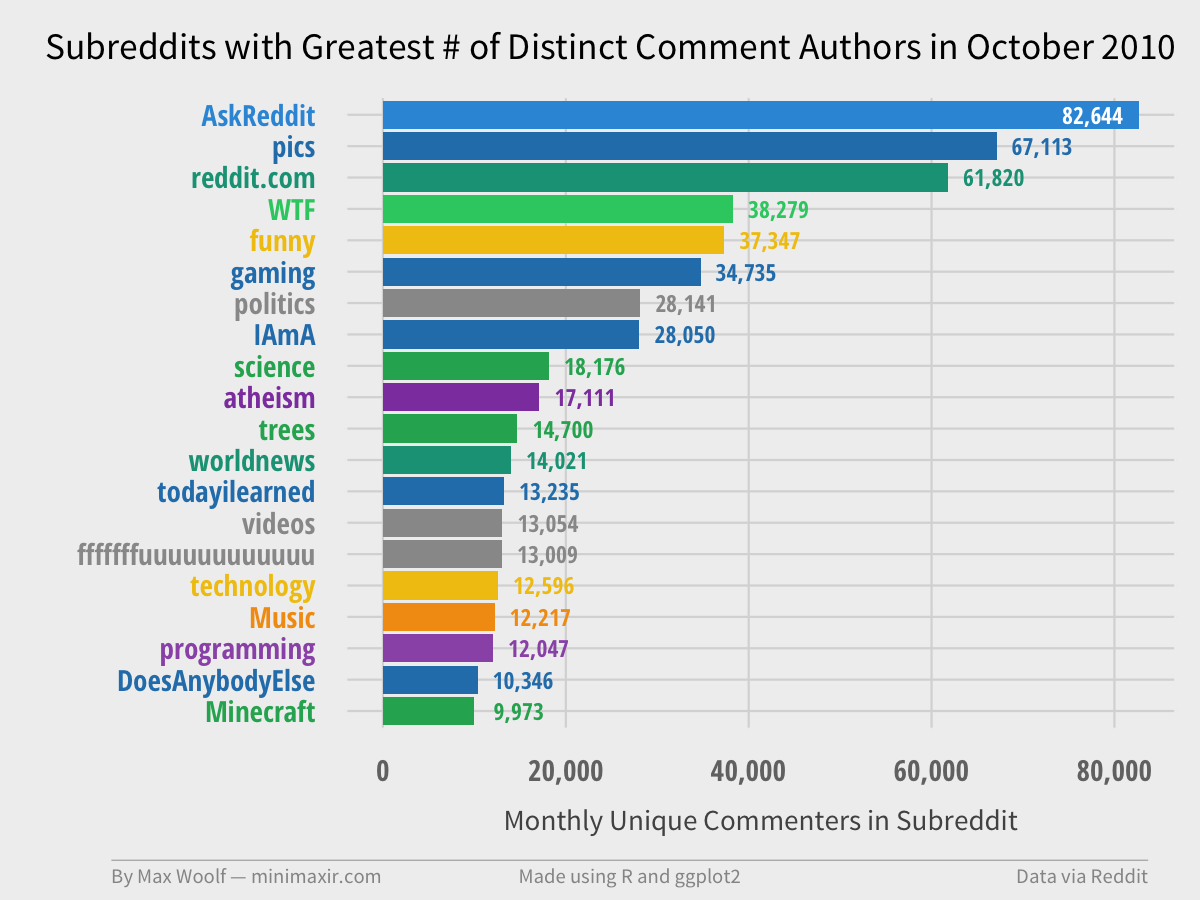 Subreddits with Greatest # of Distinct Comment Authors in October 2010
AskReddit 82,644
pics 67,113
reddit.com 61,820
WTF 38,279
funny 37,347
gaming 34,735
politics 28,141
IAmA 28,050
science 18,176
atheism 17,111
trees 14,700
worldnews 14,021
todayilearned 13,235
videos 13,054
fffffffuuuuuuuuuuuu 13,009
technology 12,596
Music 12,217
programming 12,047
DoesAnybodyElse 10,346
Minecraft 9,973
0 20,000 40,000 60,000 80,000
Monthly Unique Commenters in Subreddit
By Max Woolf — minimaxir.com Made using R and ggplot2 Data via Reddit